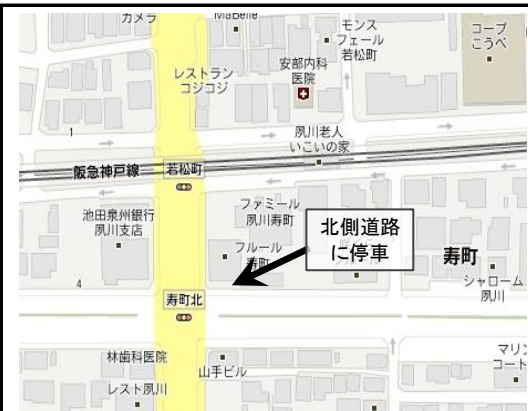 カメラ
MaBelle
モンス
フェール
若松町
コープ
こうべ
安部内科
医院
レストラン
コジコジ
1
夙川老人
いこいの家
阪急神戸線
若松町
池田泉州銀行
夙川支店
ファミール
夙川寿町
北側道路
に停車
フルール
寿町
寿町
シャローム
夙川
4
寿町北
林歯科医院
山手ビル
レスト夙川
マリン
コート